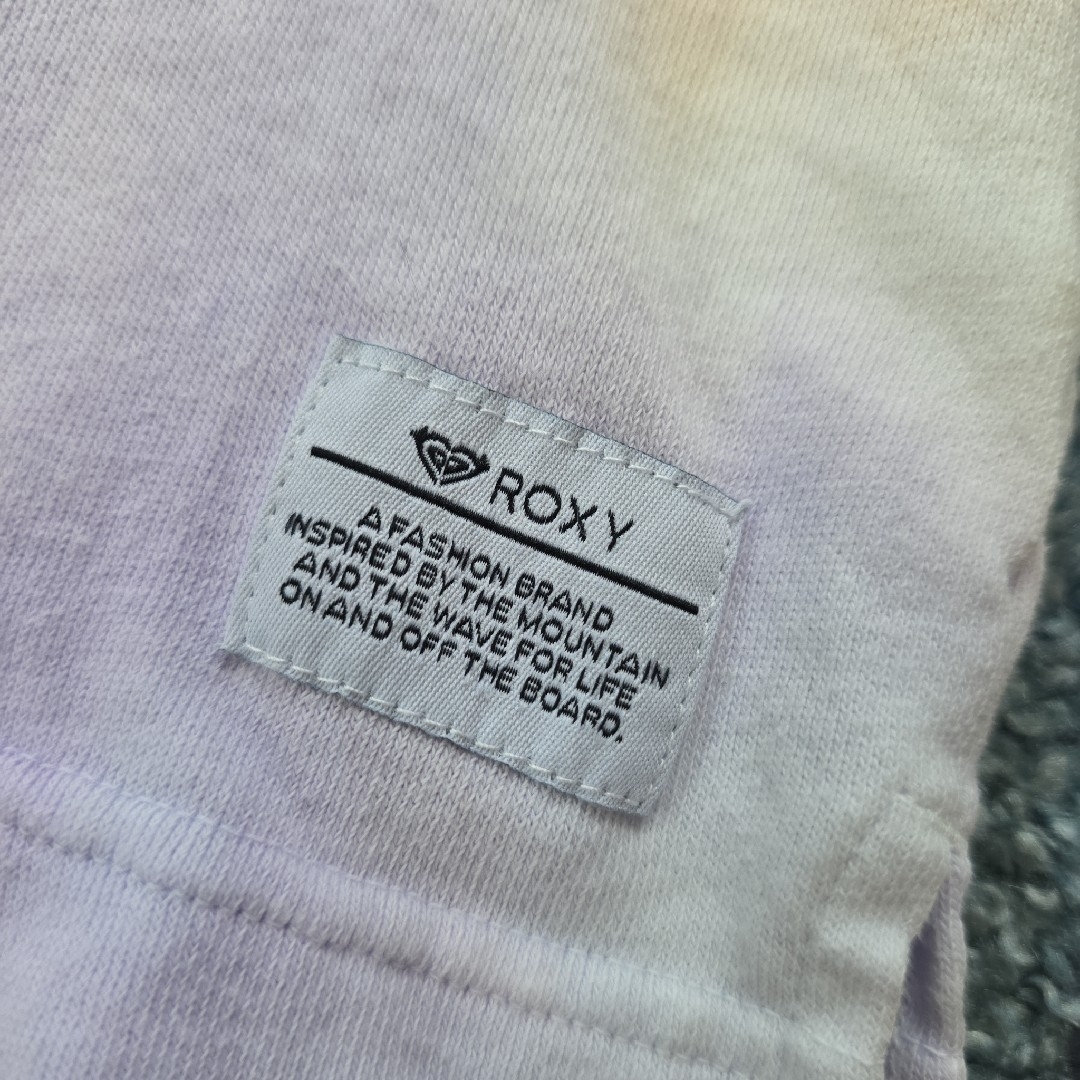 ROXY
A FASHION BRAND
INSPIRED BY THE MOUNTAIN
AND THE WAVE FOR LIFE
ON AND OFF THE BOARD.